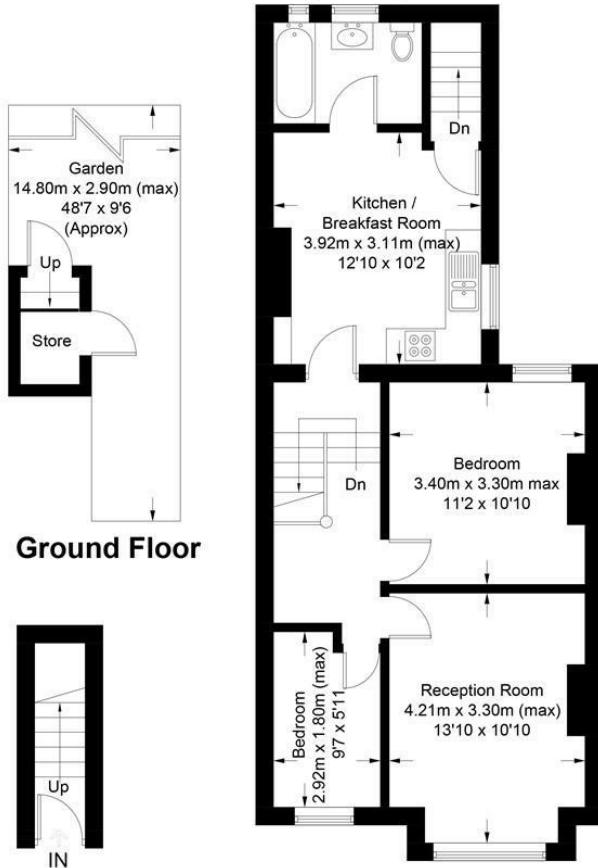 Garden
14.80m x 2.90m (max)
48'7 x 9'6
(Approx)
Up
Store
Ground Floor
Up
IN
Dn
Kitchen /
Breakfast Room
3.92m x 3.11m (max)
12'10 x 10'2
Dn
Bedroom
3.40m x 3.30m max
11'2 x 10'10
Bedroom
2.92m x 1.80m (max)
9'7 x 5'11
Reception Room
4.21m x 3.30m (max)
13'10 x 10'10